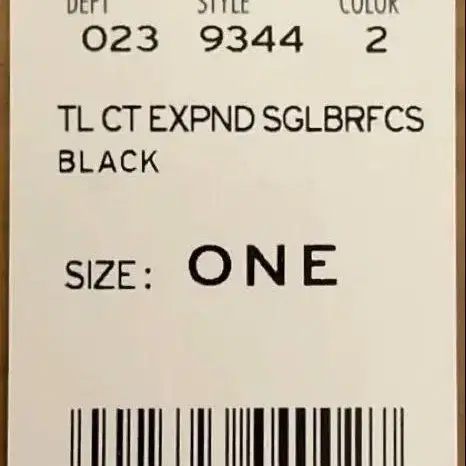 DEPT STYLE COLOR
023 9344 2
TL CT EXPND SGLBRFCS
BLACK
SIZE: ONE